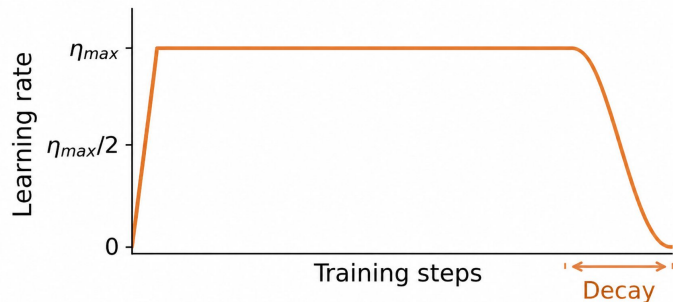 Learning rate
η_max
η_max/2
0
Training steps
Decay